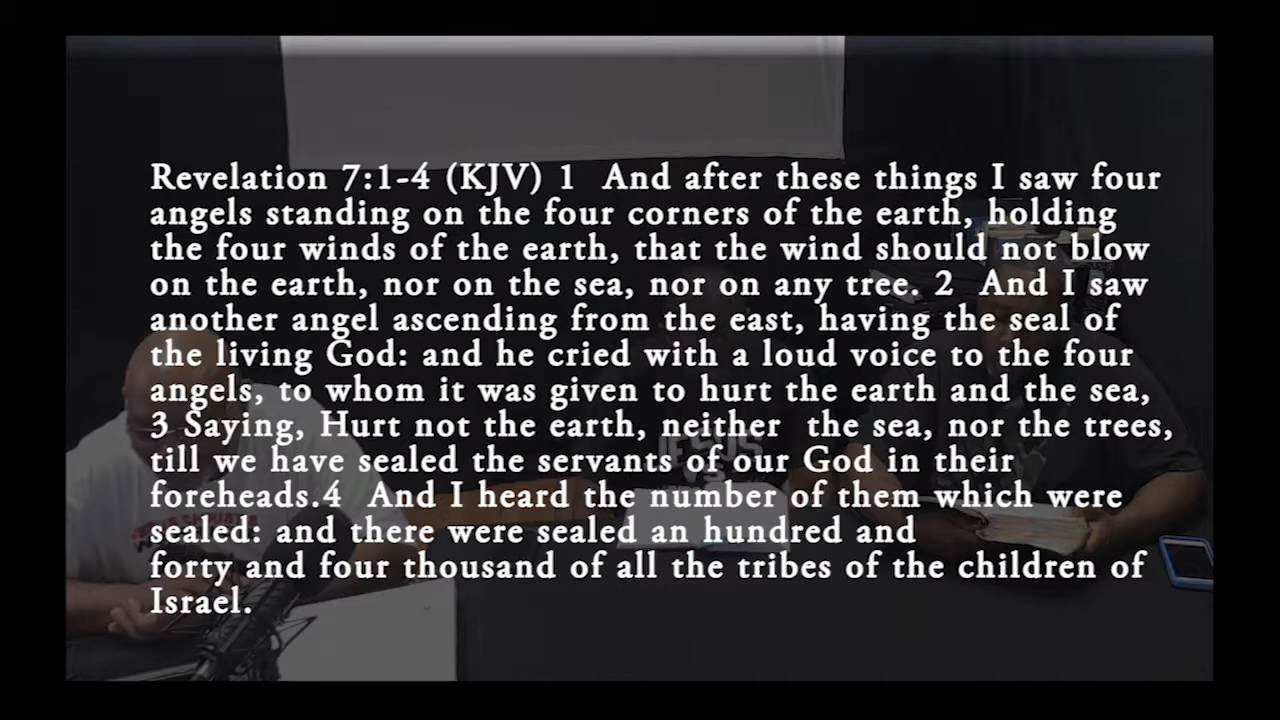 Revelation 7:1-4 (KJV) 1  And after these things I saw four
angels standing on the four corners of the earth, holding
the four winds of the earth, that the wind should not blow
on the earth, nor on the sea, nor on any tree. 2  And I saw
another angel ascending from the east, having the seal of
the living God: and he cried with a loud voice to the four
angels, to whom it was given to hurt the earth and the sea,
3 Saying, Hurt not the earth, neither  the sea, nor the trees,
till we have sealed the servants of our God in their
foreheads.4  And I heard the number of them which were
sealed: and there were sealed an hundred and
forty and four thousand of all the tribes of the children of
Israel.
JESUS